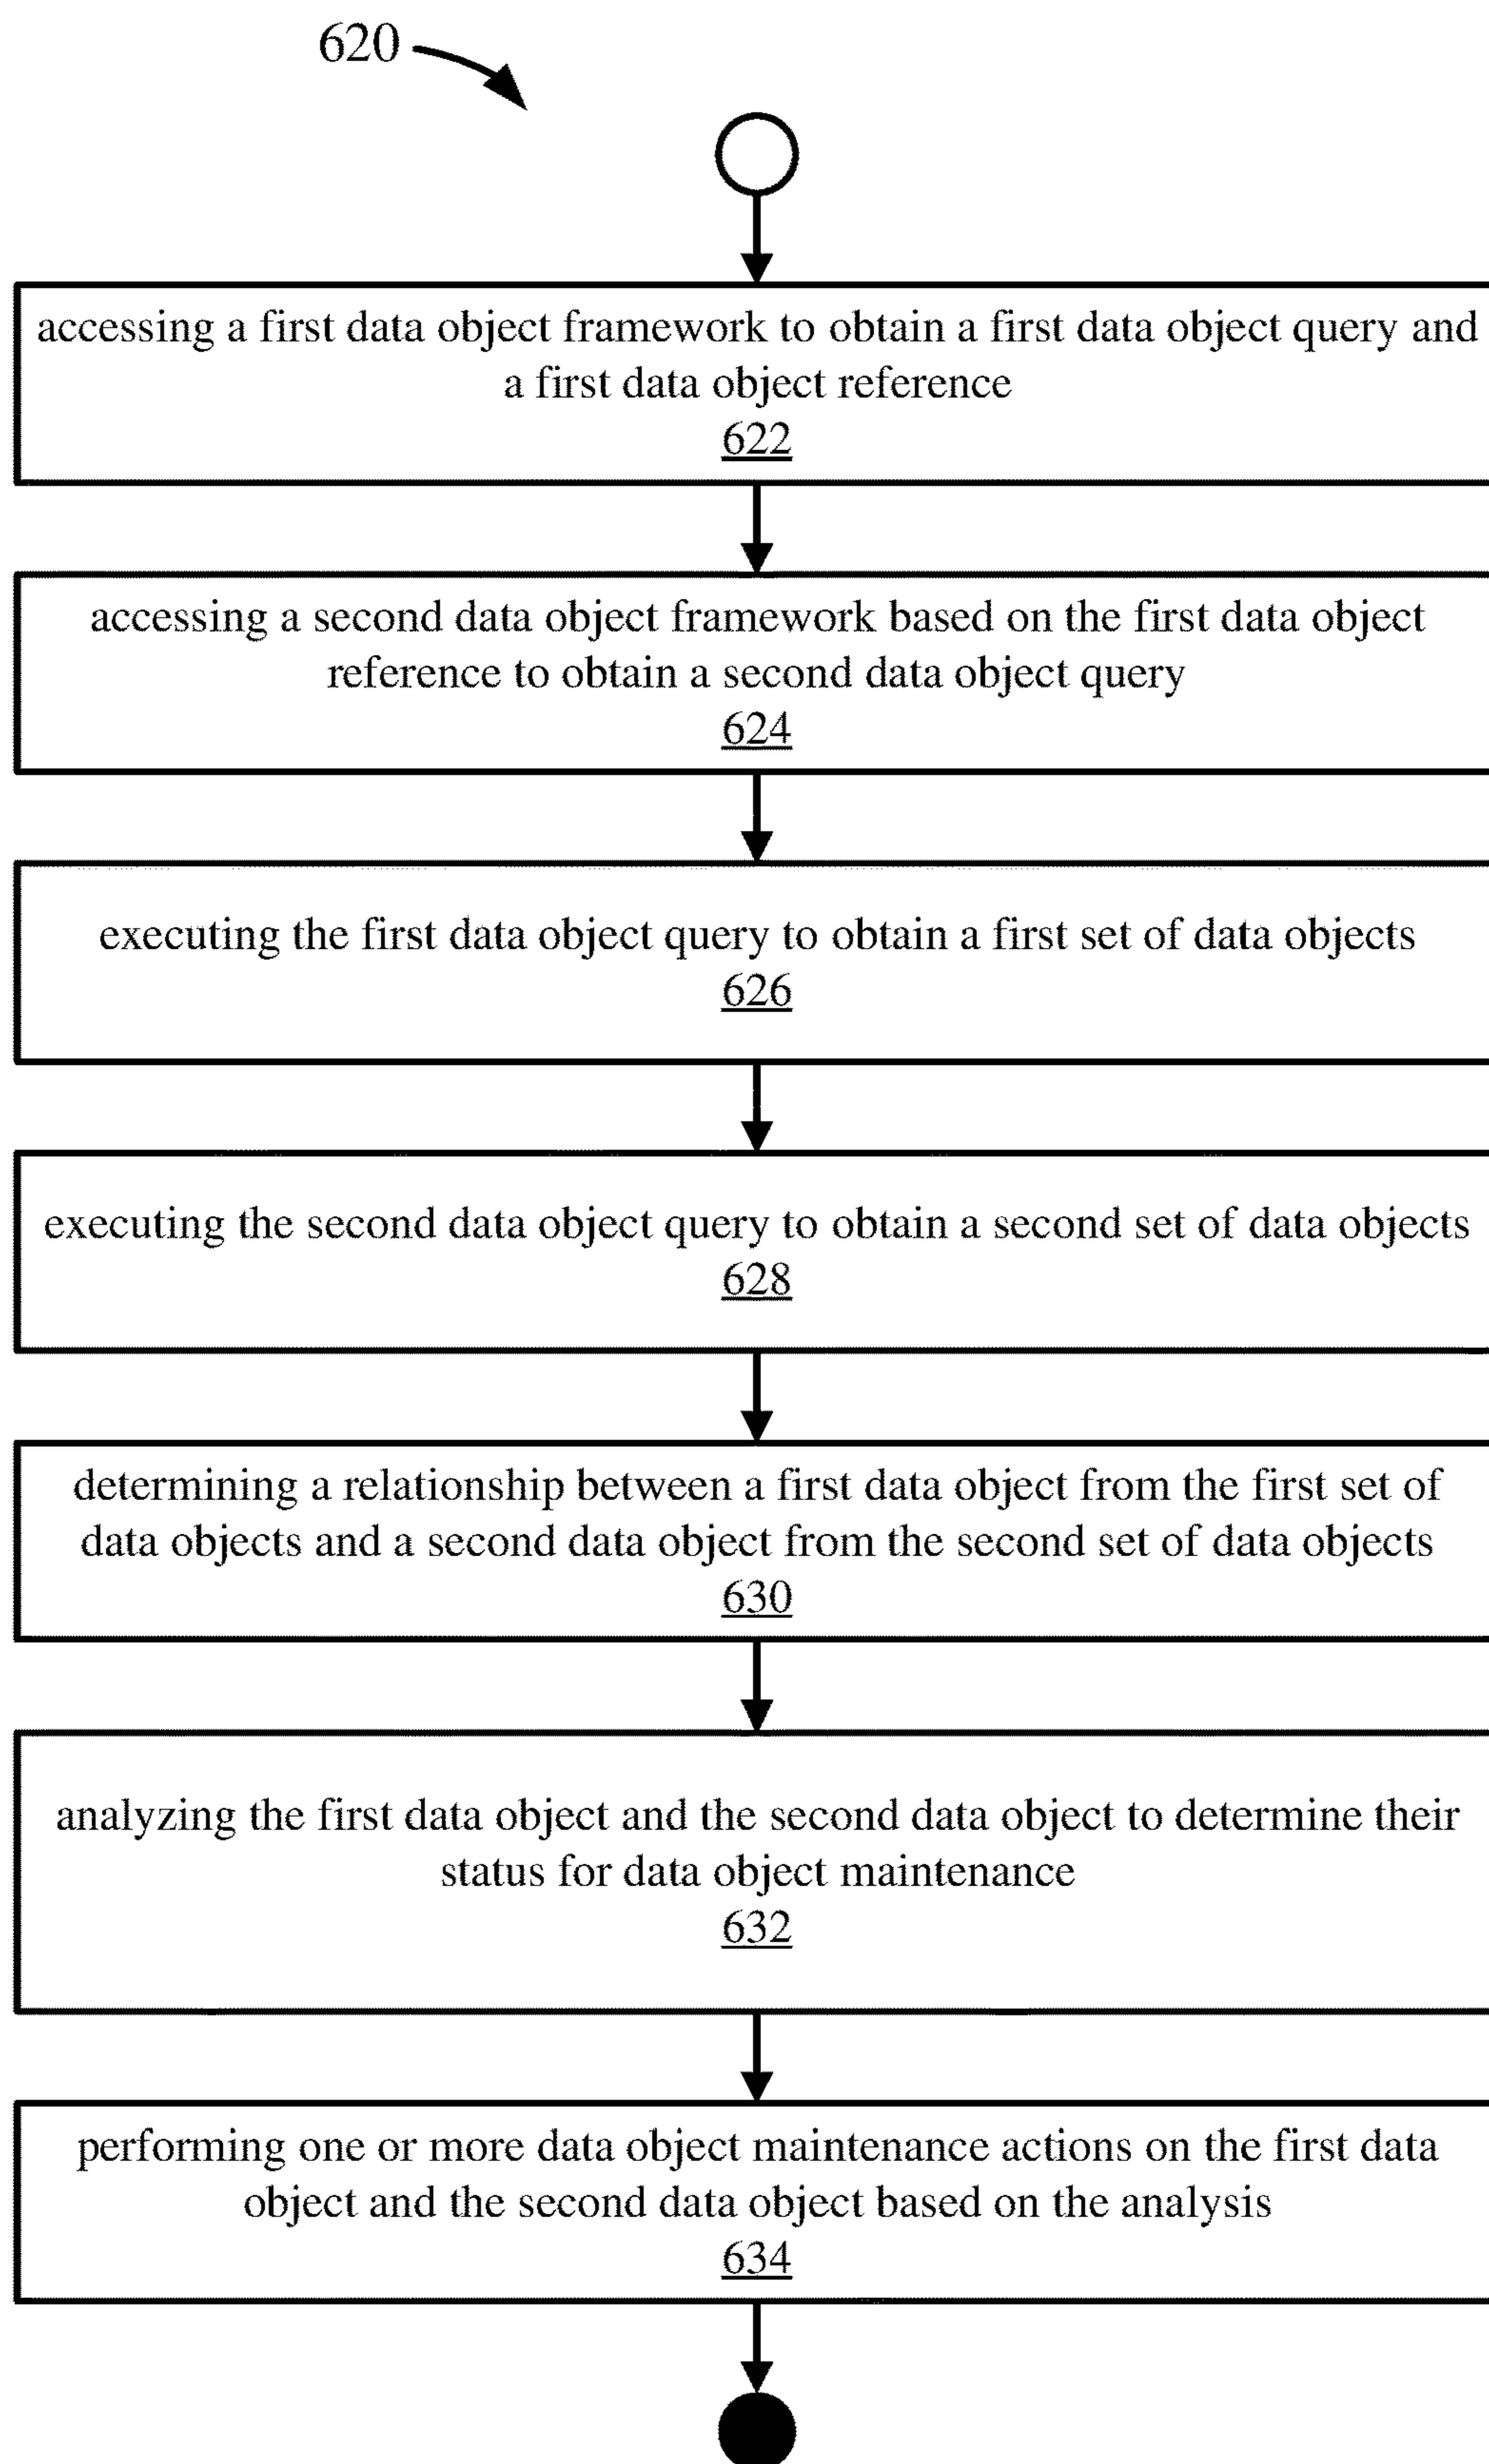 620
accessing a first data object framework to obtain a first data object query and
a first data object reference
622
accessing a second data object framework based on the first data object
reference to obtain a second data object query
624
executing the first data object query to obtain a first set of data objects
626
executing the second data object query to obtain a second set of data objects
628
determining a relationship between a first data object from the first set of
data objects and a second data object from the second set of data objects
630
analyzing the first data object and the second data object to determine their
status for data object maintenance
632
performing one or more data object maintenance actions on the first data
object and the second data object based on the analysis
634